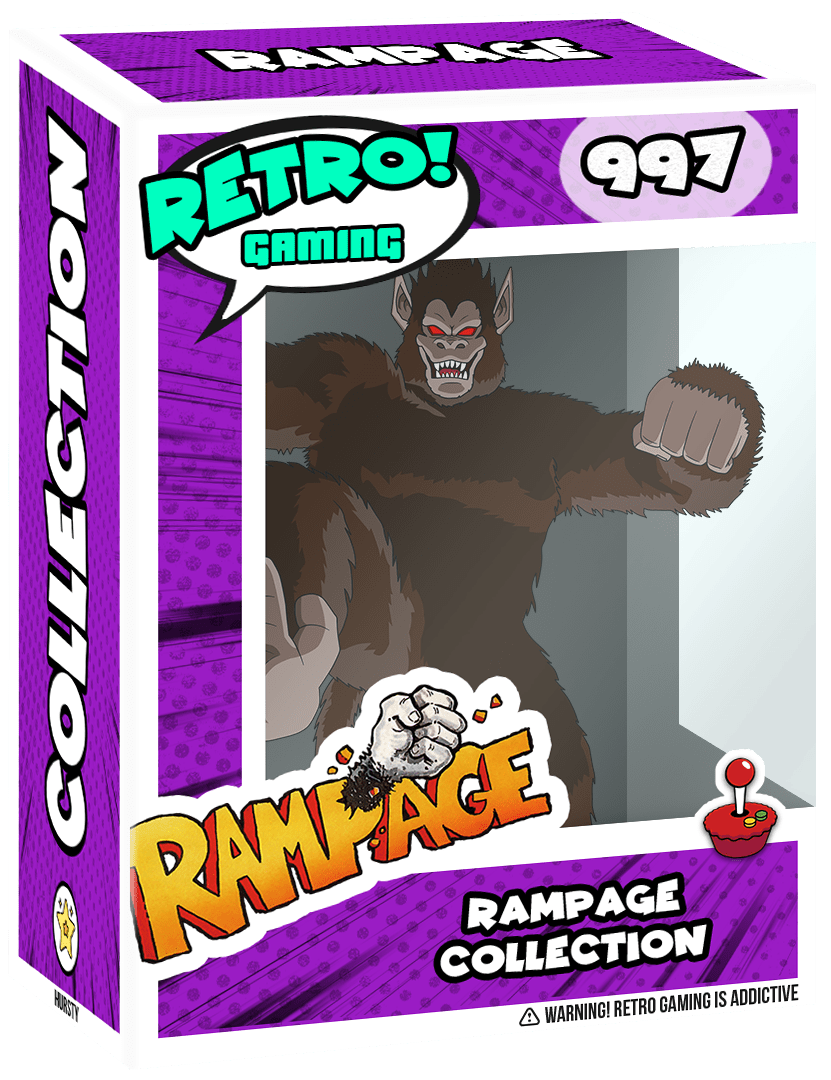 RAMPAGE
COLLECTION
HURSTY
RETRO!
GAMING
997
RAMPAGE
RAMPAGE
COLLECTION
WARNING! RETRO GAMING IS ADDICTIVE